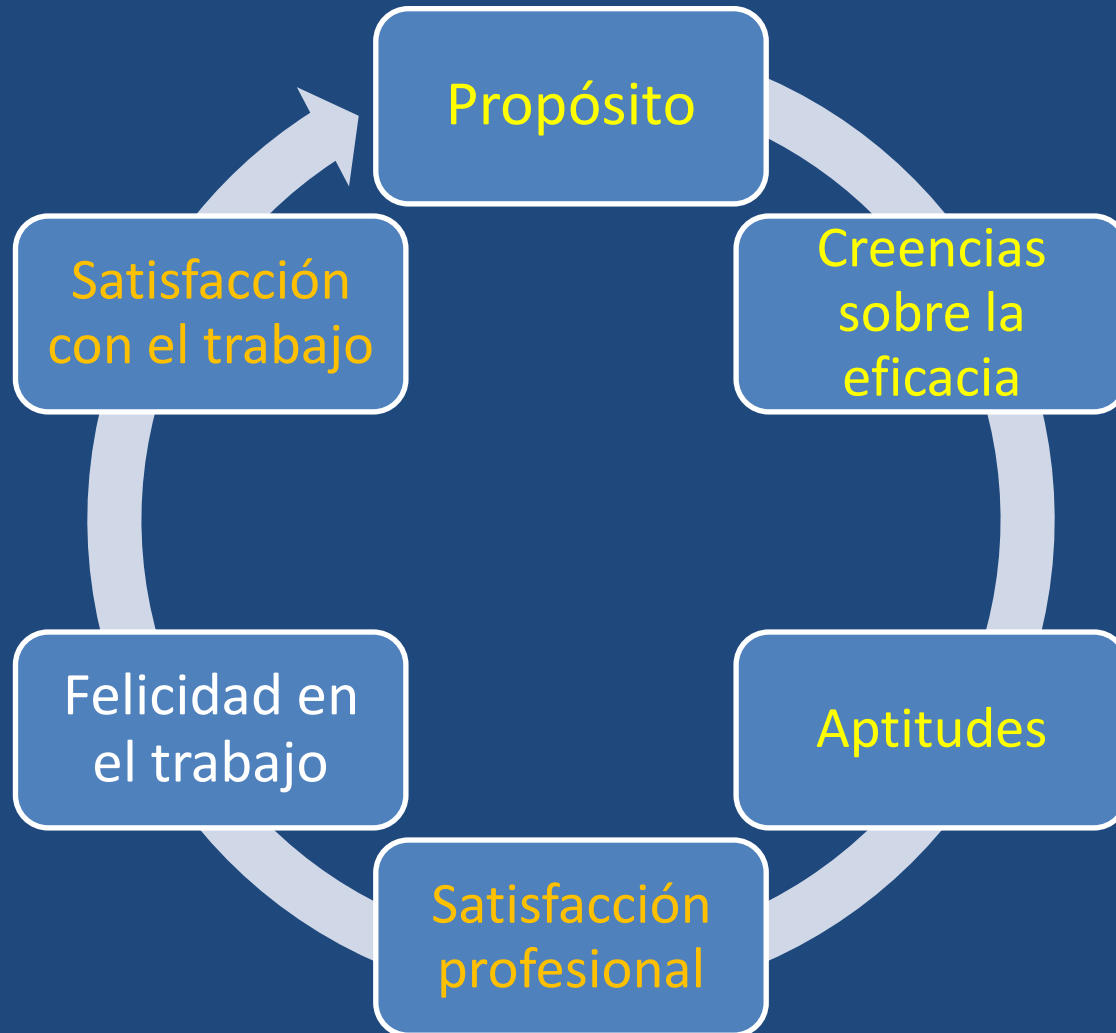 Propósito
Creencias
sobre la
eficacia
Aptitudes
Satisfacción
profesional
Felicidad en
el trabajo
Satisfacción
con el trabajo